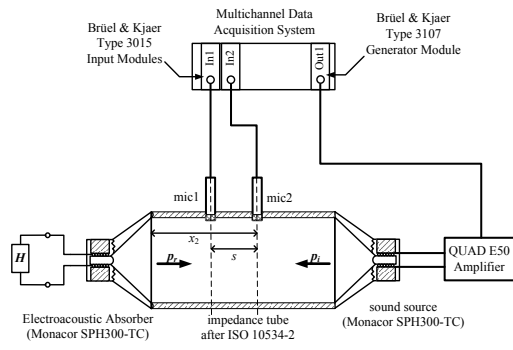 Multichannel Data
Acquisition System
Brüel & Kjaer
Type 3015
Input Modules
Brüel & Kjaer
Type 3107
Generator Module
In1
In2
Out1
mic1
mic2
x2
s
pr
pi
H
QUAD E50
Amplifier
Electroacoustic Absorber
(Monacor SPH300-TC)
impedance tube
after ISO 10534-2
sound source
(Monacor SPH300-TC)